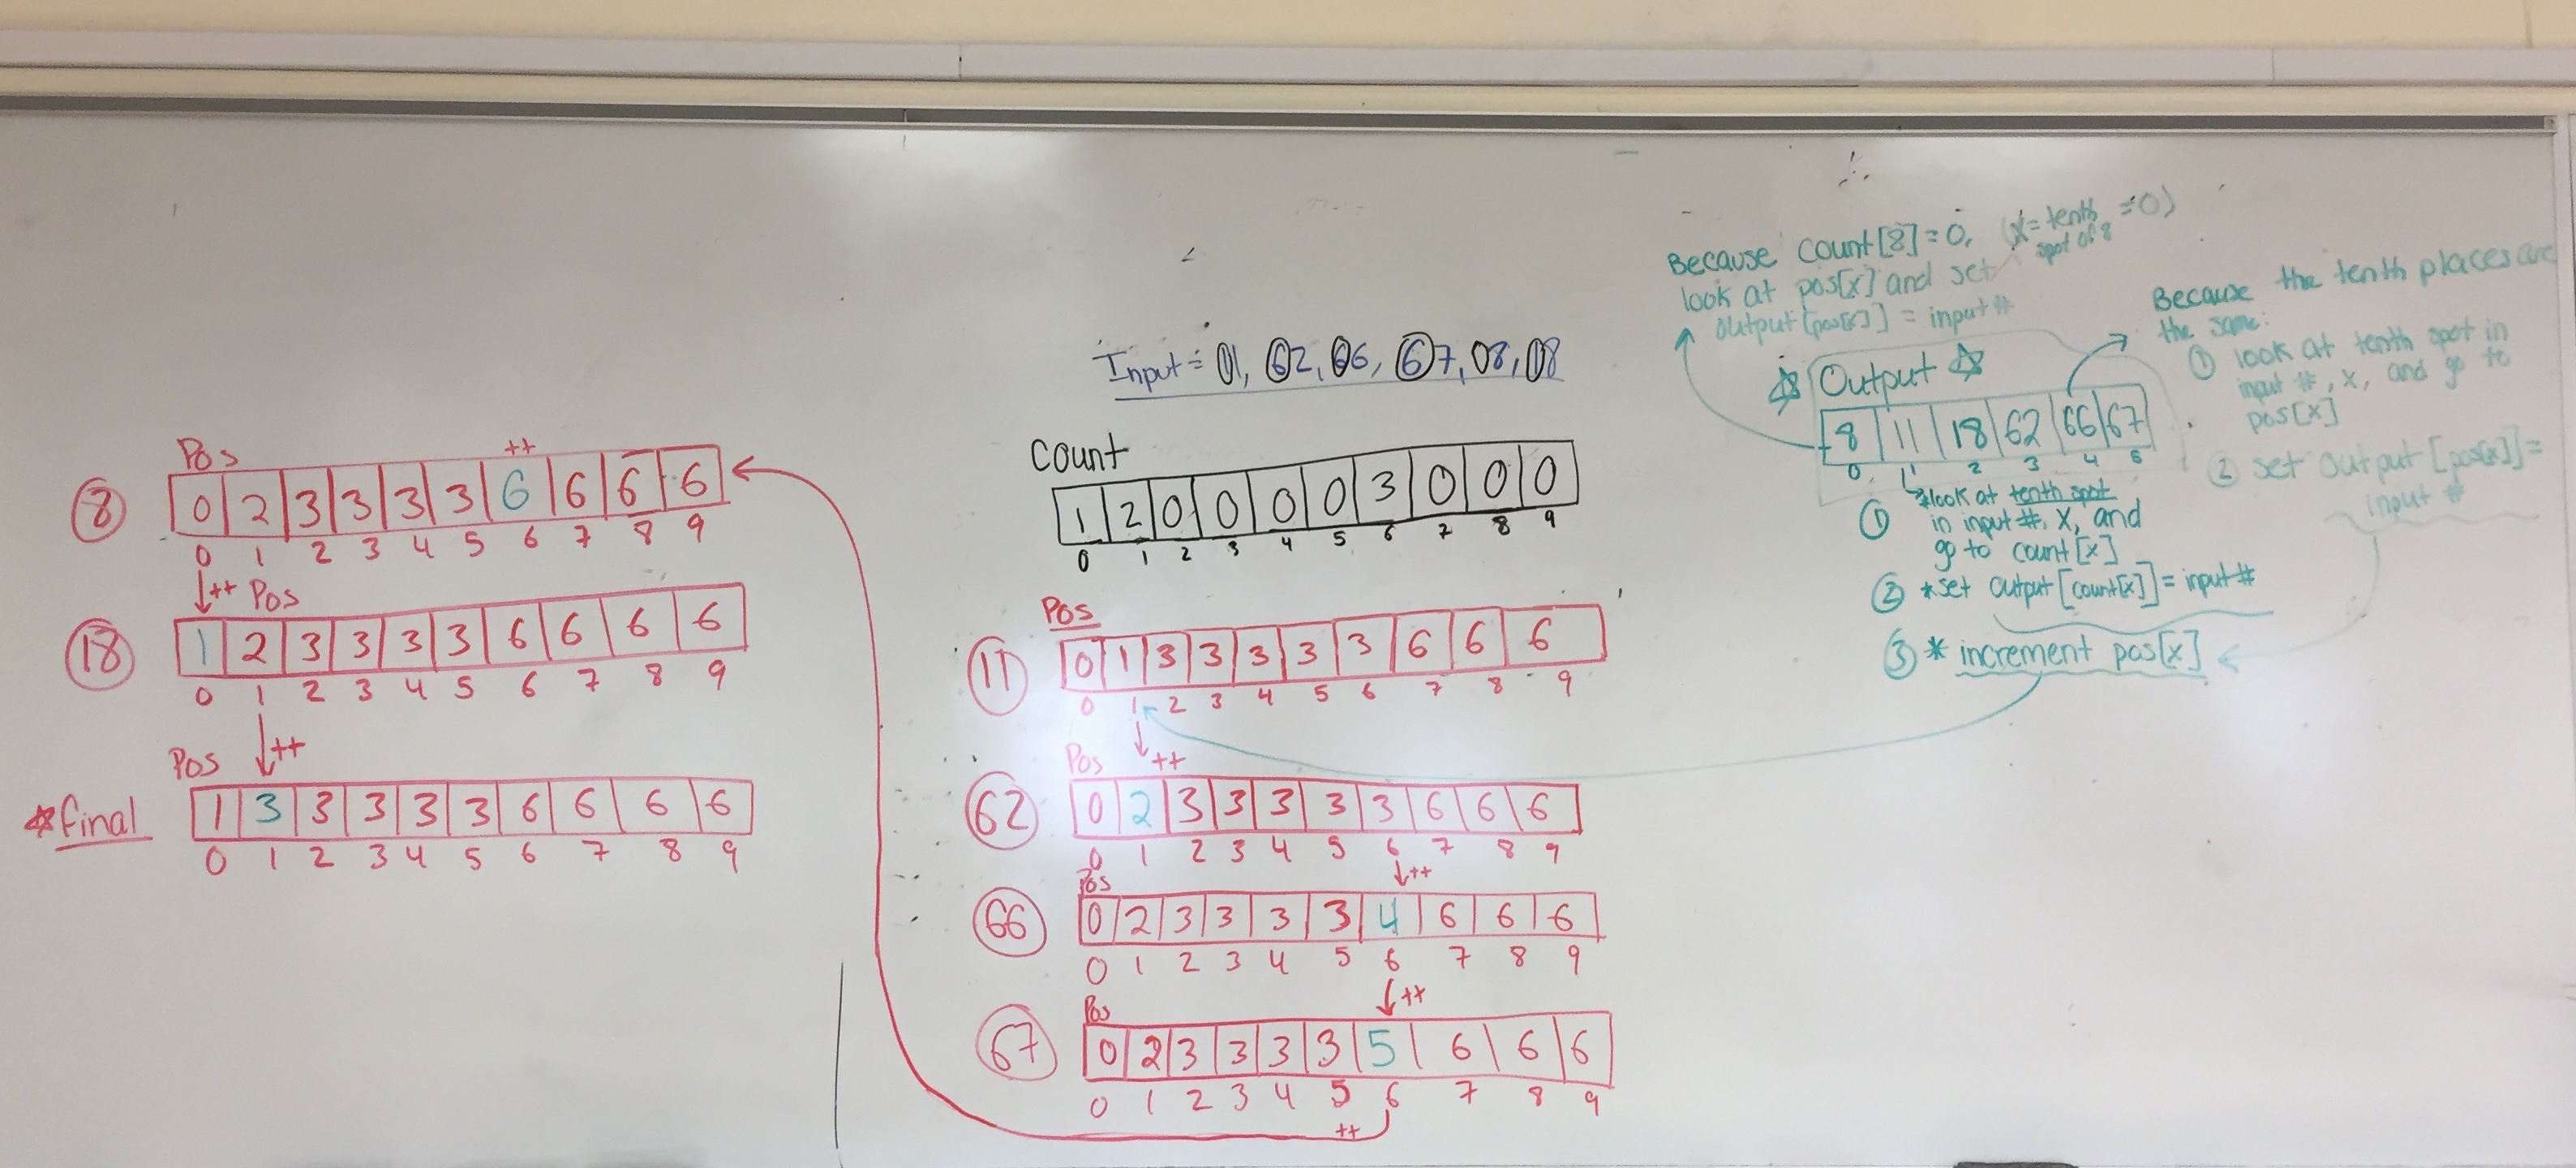 Pos
++
8
0 2 3 3 3 3 6 6 6 6
0 1 2 3 4 5 6 7 8 9
++ Pos
18
1 2 3 3 3 3 6 6 6 6
0 1 2 3 4 5 6 7 8 9
++
Pos
*final
1 3 3 3 3 3 6 6 6 6
0 1 2 3 4 5 6 7 8 9
Count
1 2 0 0 0 0 3 0 0 0
0 1 2 3 4 5 6 7 8 9
Pos
11
0 1 3 3 3 3 3 6 6 6
0 1 2 3 4 5 6 7 8 9
Pos ++
62
0 2 3 3 3 3 3 6 6 6
0 1 2 3 4 5 6 7 8 9
Pos ++
66
0 2 3 3 3 3 4 6 6 6
0 1 2 3 4 5 6 7 8 9
++
Pos
67
0 2 3 3 3 3 5 6 6 6
0 1 2 3 4 5 6 7 8 9
++
Because Count[8]=0, (x=tenth spot of 8 =0)
look at pos[x] and set
output[pos[x]] = input #
Output
8 11 18 62 66 67
0 1 2 3 4 5
*look at tenth spot
① in input #, X, and
go to count[x]
② *set output[count[x]] = input #
③ * increment pos[x]
Because the tenth places are
the same:
① look at tenth spot in
input #, x, and go to
pos[x]
② set output[pos[x]] =
input #